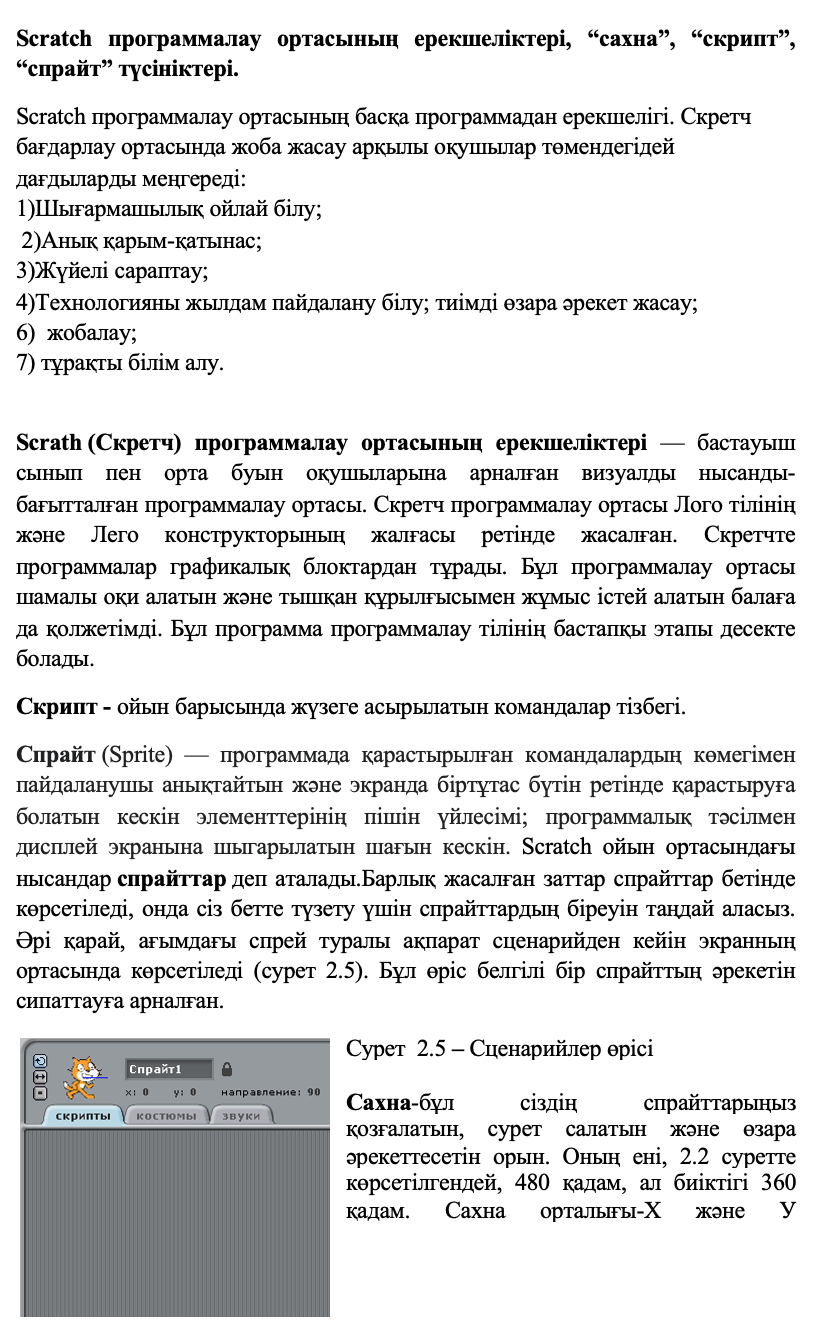 Scratch программалау ортасының ерекшеліктері, “сахна”, “скрипт”,
“спрайт” түсініктері.
Scratch программалау ортасының басқа программадан ерекшелігі. Скретч
бағдарлау ортасында жоба жасау арқылы оқушылар төмендегідей
дағдыларды меңгереді:
1)Шығармашылық ойлай білу;
2)Анық қарым-қатынас;
3)Жүйелі сараптау;
4)Технологияны жылдам пайдалану білу; тиімді өзара әрекет жасау;
6) жобалау;
7) тұрақты білім алу.
Scrath (Скретч) программалау ортасының ерекшеліктері — бастауыш
сынып пен орта буын оқушыларына арналған визуалды нысанды-
бағытталған программалау ортасы. Скретч программалау ортасы Лого тілінің
және Лего конструкторының жалғасы ретінде жасалған. Скретчте
программалар графикалық блоктардан тұрады. Бұл программалау ортасы
шамалы оқи алатын және тышқан құрылғысымен жұмыс істей алатын балаға
да қолжетімді. Бұл программа программалау тілінің бастапқы этапы десекте
болады.
Скрипт - ойын барысында жүзеге асырылатын командалар тізбегі.
Спрайт (Sprite) — программада қарастырылған командалардың көмегімен
пайдаланушы анықтайтын және экранда біртұтас бүтін ретінде қарастыруға
болатын кескін элементтерінің пішін үйлесімі; программалық тәсілмен
дисплей экранына шыгарылатын шағын кескін. Scratch ойын ортасындағы
нысандар спрайттар деп аталады.Барлық жасалған заттар спрайттар бетінде
көрсетіледі, онда сіз бетте түзету үшін спрайттардың біреуін таңдай аласыз.
Әрі қарай, ағымдағы спрей туралы ақпарат сценарийден кейін экранның
ортасында көрсетіледі (сурет 2.5). Бұл өріс белгілі бір спрайттың әрекетін
сипаттауға арналған.
Спрайт1
x: 0 y: 0 направление: 90
скрипты костюмы звуки
Сурет 2.5 – Сценарийлер өрісі
Сахна-бұл сіздің спрайттарыңыз
қозғалатын, сурет салатын және өзара
әрекеттесетін орын. Оның ені, 2.2 суретте
көрсетілгендей, 480 қадам, ал биіктігі 360
қадам. Сахна орталығы-X және У